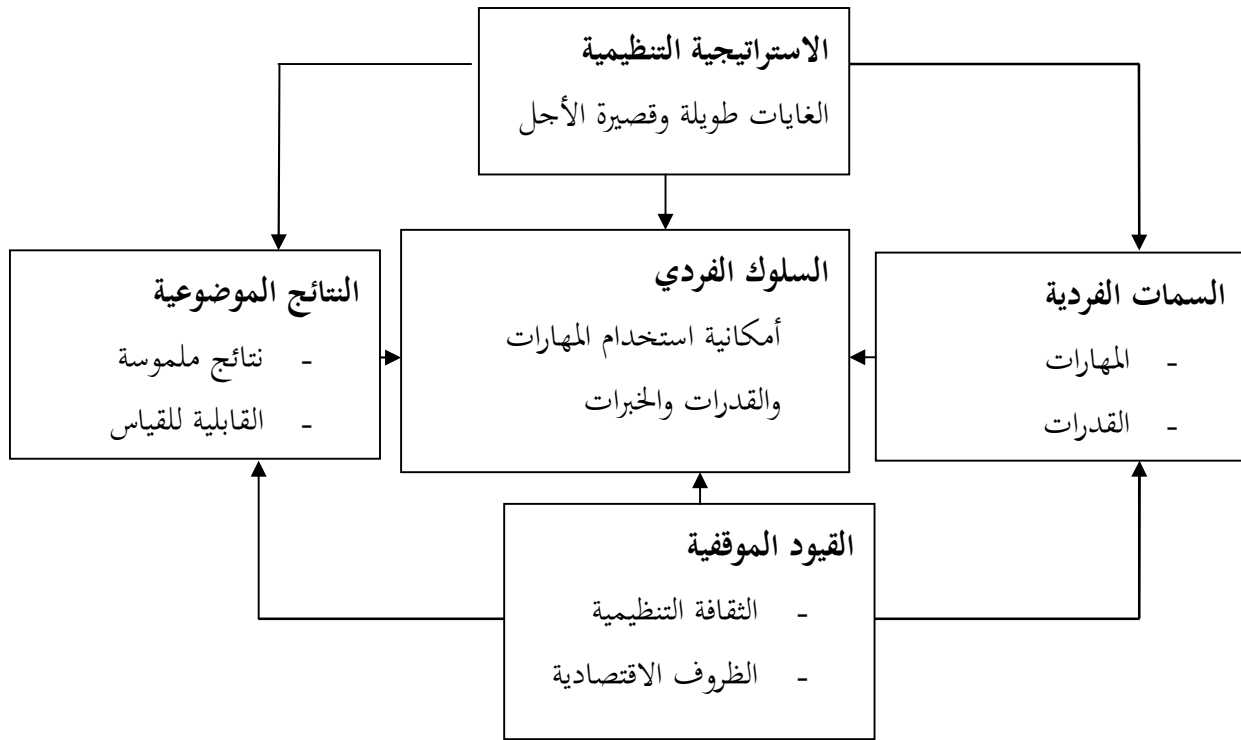 الاستراتيجية التنظيمية
الغايات طويلة وقصيرة الأجل
السمات الفردية
- المهارات
- القدرات
السلوك الفردي
أمكانية استخدام المهارات
والقدرات والخبرات
النتائج الموضوعية
- نتائج ملموسة
- القابلية للقياس
القيود الموقفية
- الثقافة التنظيمية
- الظروف الاقتصادية